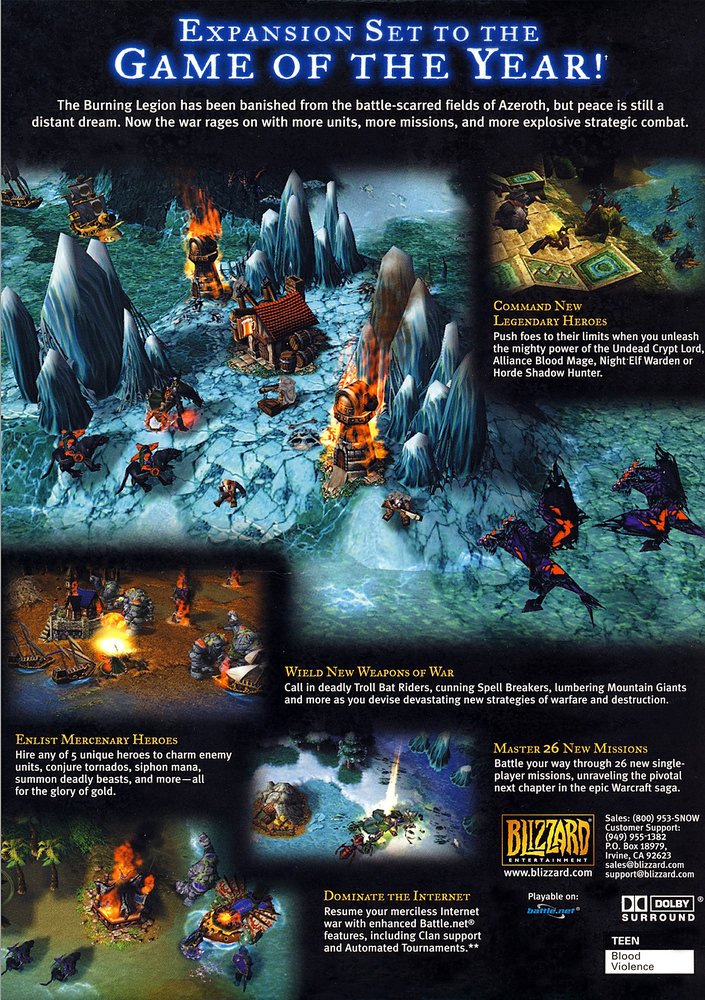 EXPANSION SET TO THE
GAME OF THE YEAR!†
The Burning Legion has been banished from the battle-scarred fields of Azeroth, but peace is still a
distant dream. Now the war rages on with more units, more missions, and more explosive strategic combat.
COMMAND NEW
LEGENDARY HEROES
Push foes to their limits when you unleash
the mighty power of the Undead Crypt Lord,
Alliance Blood Mage, Night Elf Warden or
Horde Shadow Hunter.
WIELD NEW WEAPONS OF WAR
Call in deadly Troll Bat Riders, cunning Spell Breakers, lumbering Mountain Giants
and more as you devise devastating new strategies of warfare and destruction.
ENLIST MERCENARY HEROES
Hire any of 5 unique heroes to charm enemy
units, conjure tornados, siphon mana,
summon deadly beasts, and more—all
for the glory of gold.
MASTER 26 NEW MISSIONS
Battle your way through 26 new single-
player missions, unraveling the pivotal
next chapter in the epic Warcraft saga.
DOMINATE THE INTERNET
Resume your merciless Internet
war with enhanced Battle.net®
features, including Clan support
and Automated Tournaments.**
BLIZZARD
ENTERTAINMENT
www.blizzard.com
Sales: (800) 953-SNOW
Customer Support:
(949) 955-1382
P.O. Box 18979,
Irvine, CA 92623
sales@blizzard.com
support@blizzard.com
Playable on:
battle.net®
DOLBY®
SURROUND
TEEN
Blood
Violence